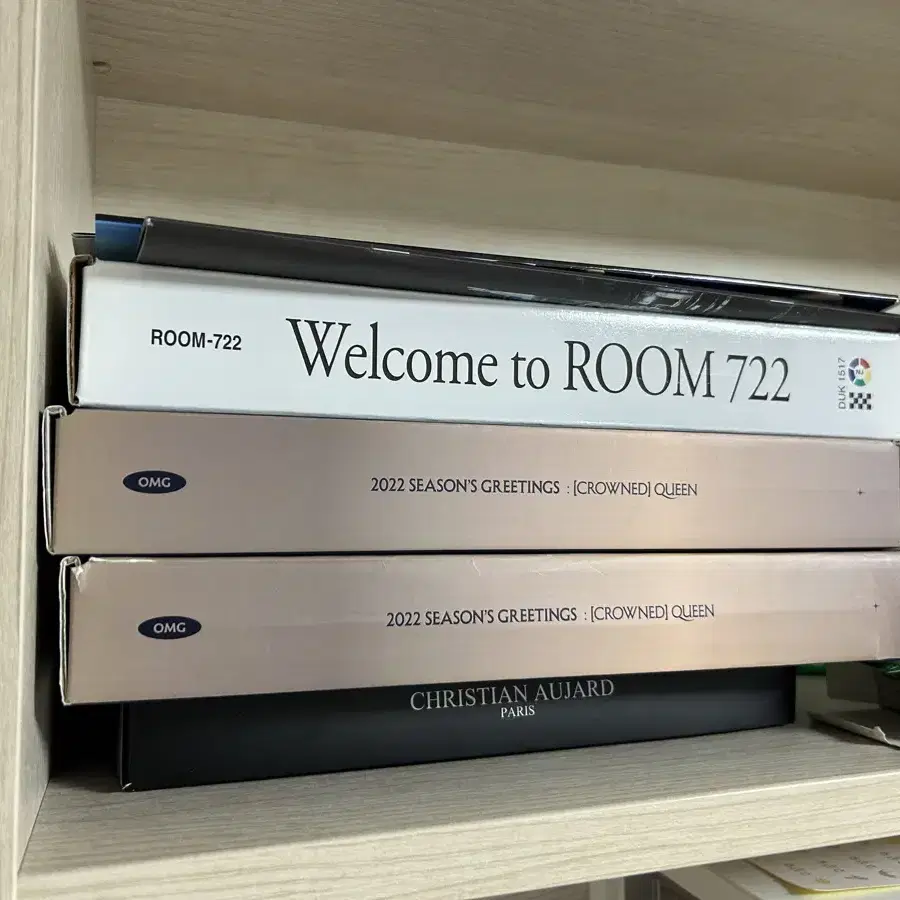 ROOM-722
Welcome to ROOM 722
DUK 1517
OMG
2022 SEASON'S GREETINGS : [CROWNED] QUEEN
OMG
2022 SEASON'S GREETINGS : [CROWNED] QUEEN
CHRISTIAN AUJARD
PARIS